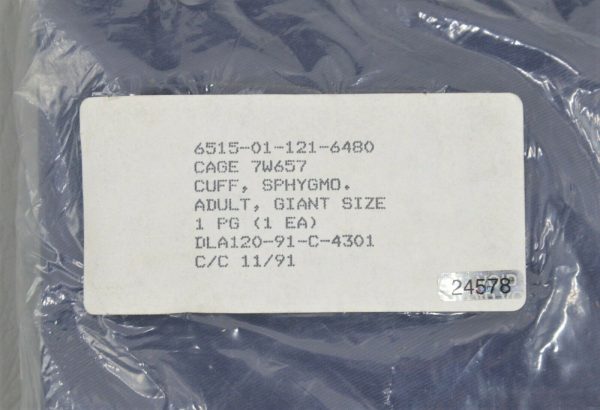 6515-01-121-6480
CAGE 7W657
CUFF, SPHYGMO.
ADULT, GIANT SIZE
1 PG (1 EA)
DLA120-91-C-4301
C/C 11/91
24578